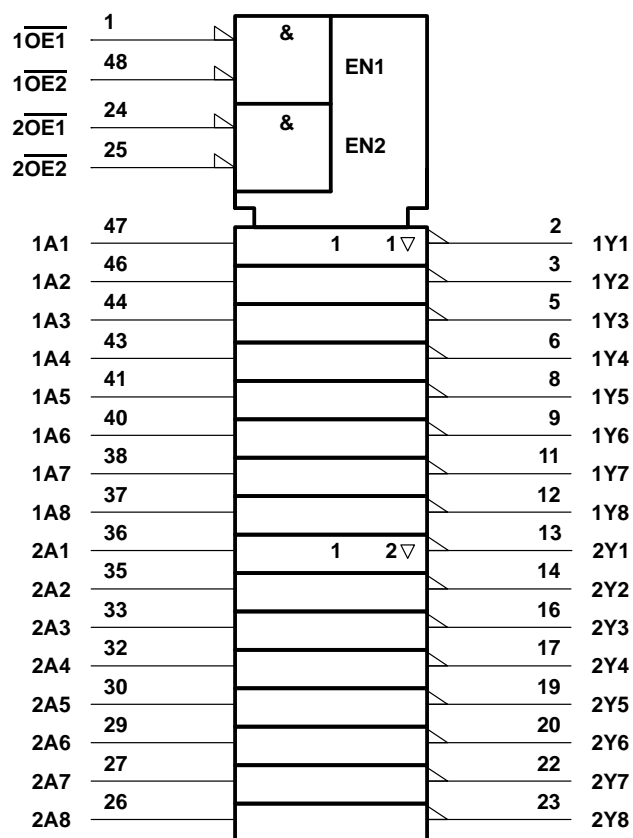 1 &
1OE1
48 EN1
1OE2
24 &
2OE1
25 EN2
2OE2
47 1 1▽ 2
1A1 1Y1
46 3
1A2 1Y2
44 5
1A3 1Y3
43 6
1A4 1Y4
41 8
1A5 1Y5
40 9
1A6 1Y6
38 11
1A7 1Y7
37 12
1A8 1Y8
36 1 2▽ 13
2A1 2Y1
35 14
2A2 2Y2
33 16
2A3 2Y3
32 17
2A4 2Y4
30 19
2A5 2Y5
29 20
2A6 2Y6
27 22
2A7 2Y7
26 23
2A8 2Y8